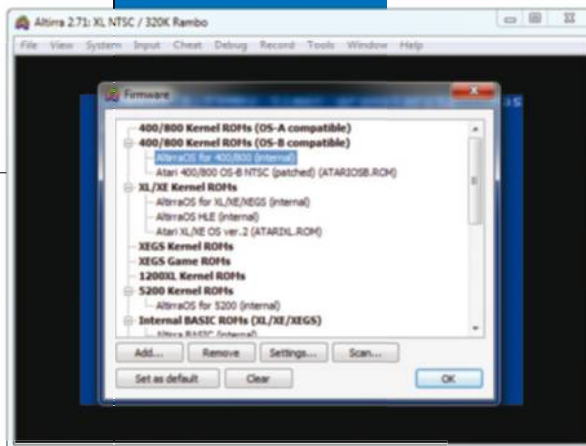 Altirra 2.71: XL NTSC / 320K Rambo
File View System Input Cheat Debug Record Tools Window Help
Firmware
400/800 Kernel ROMs (OS-A compatible)
400/800 Kernel ROMs (OS-B compatible)
AltirraOS for 400/800 (internal)
Atari 400/800 OS-B NTSC (patched) (ATARIOSB.ROM)
XL/XE Kernel ROMs
AltirraOS for XL/XE/XEGS (internal)
AltirraOS HLE (internal)
Atari XL/XE OS ver.2 (ATARIXL.ROM)
XEGS Kernel ROMs
XEGS Game ROMs
1200XL Kernel ROMs
5200 Kernel ROMs
AltirraOS for 5200 (internal)
Internal BASIC ROMs (XL/XE/XEGS)
Altirra BASIC (internal)
Add... Remove Settings... Scan...
Set as default Clear OK